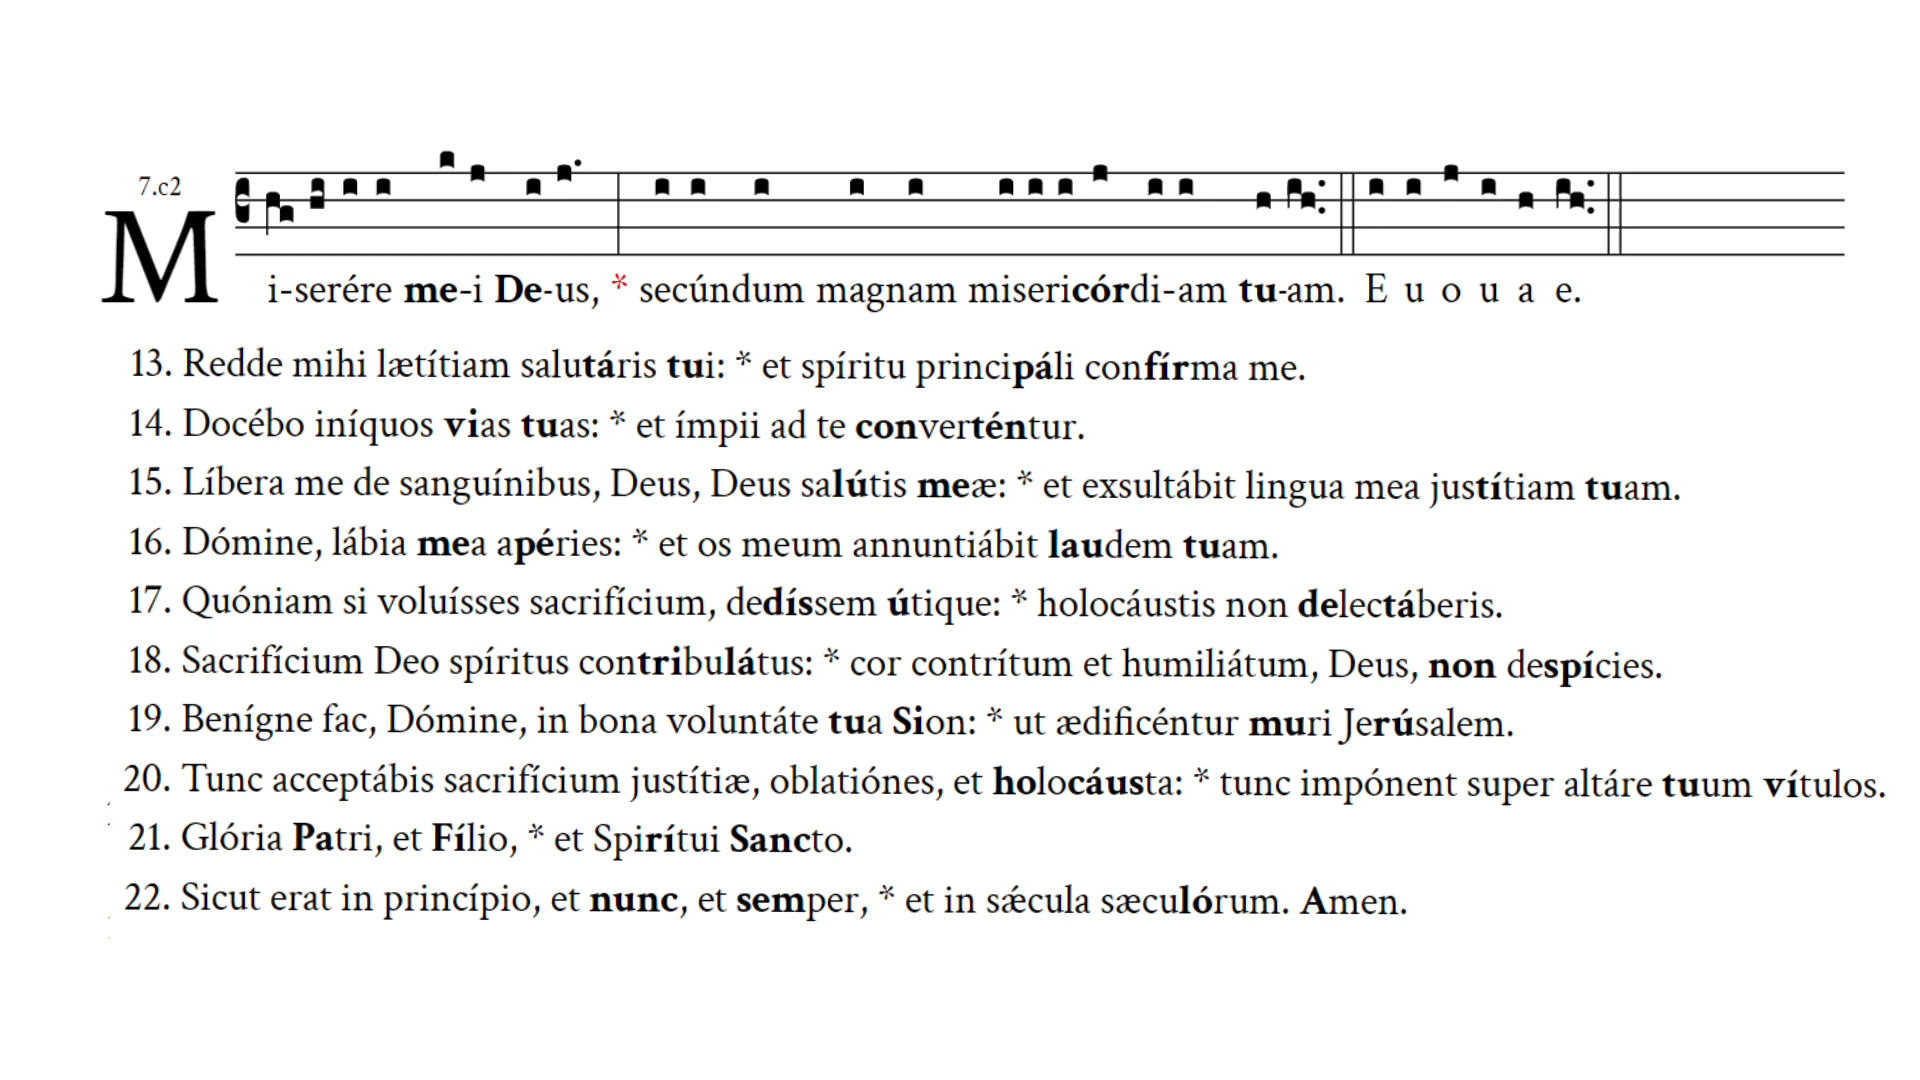 7.c2
Mi-serére me-i De-us, * secúndum magnam misericórdi-am tu-am. E u o u a e.
13. Redde mihi lætítiam salutáris tui: * et spíritu principáli confírma me.
14. Docébo iníquos vias tuas: * et ímpii ad te converténtur.
15. Líbera me de sanguínibus, Deus, Deus salútis meæ: * et exsultábit lingua mea justítiam tuam.
16. Dómine, lábia mea apéries: * et os meum annuntiábit laudem tuam.
17. Quóniam si voluísses sacrifícium, dedíssem útique: * holocáustis non delectáberis.
18. Sacrifícium Deo spíritus contribulátus: * cor contrítum et humiliátum, Deus, non despícies.
19. Benígne fac, Dómine, in bona voluntáte tua Sion: * ut ædificéntur muri Jerúsalem.
20. Tunc acceptábis sacrifícium justítiæ, oblatiónes, et holocáusta: * tunc impónent super altáre tuum vítulos.
21. Glória Patri, et Fílio, * et Spirítui Sancto.
22. Sicut erat in princípio, et nunc, et semper, * et in sǽcula sæculórum. Amen.